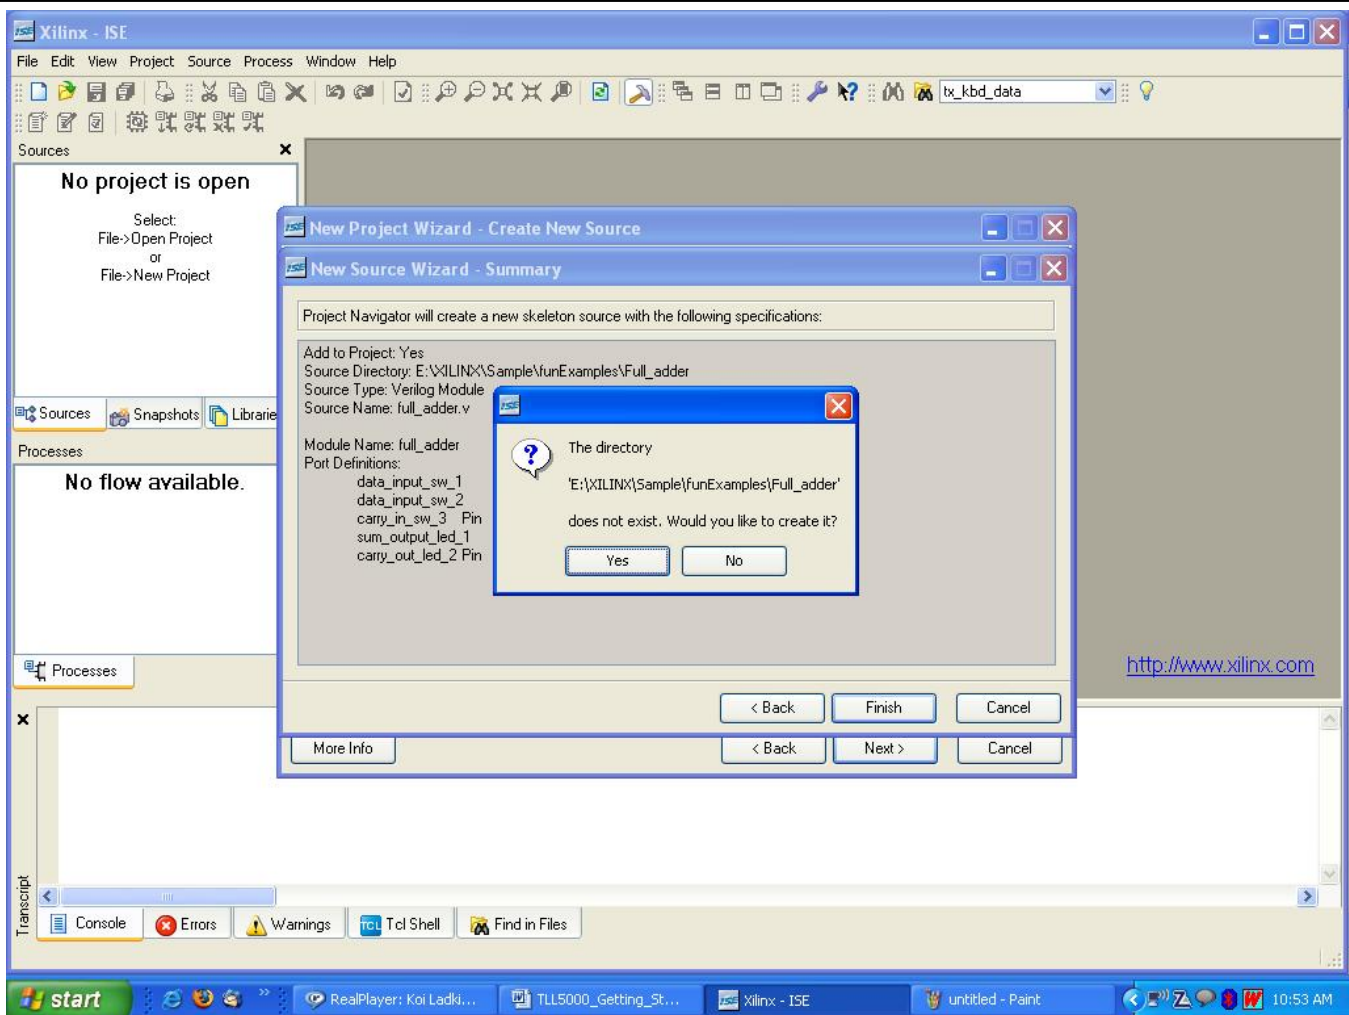 Xilinx - ISE
File Edit View Project Source Process Window Help
tx_kbd_data
Sources
No project is open
Select:
File->Open Project
or
File->New Project
Sources Snapshots Librarie
Processes
No flow available.
Processes
New Project Wizard - Create New Source
New Source Wizard - Summary
Project Navigator will create a new skeleton source with the following specifications:
Add to Project: Yes
Source Directory: E:\XILINX\Sample\funExamples\Full_adder
Source Type: Verilog Module
Source Name: full_adder.v
Module Name: full_adder
Port Definitions:
data_input_sw_1
data_input_sw_2
carry_in_sw_3 Pin
sum_output_led_1
carry_out_led_2 Pin
The directory
'E:\XILINX\Sample\funExamples\Full_adder'
does not exist. Would you like to create it?
Yes No
< Back Finish Cancel
More Info < Back Next > Cancel
http://www.xilinx.com
Transcript
Console Errors Warnings Tcl Shell Find in Files
start RealPlayer: Koi Ladki... TLL5000_Getting_St... Xilinx - ISE untitled - Paint 10:53 AM